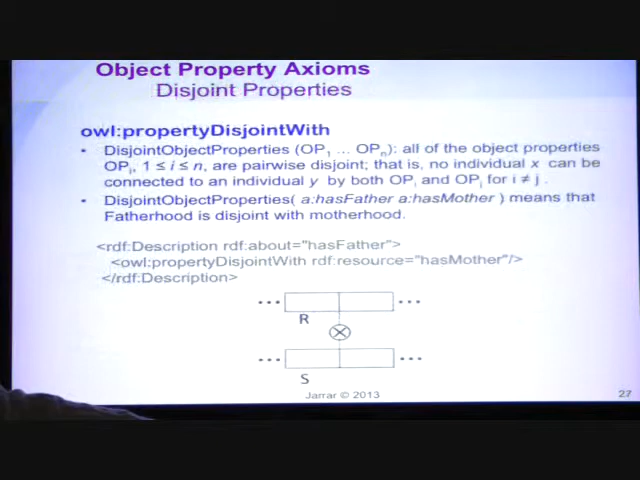 Object Property Axioms
Disjoint Properties
owl:propertyDisjointWith
• DisjointObjectProperties (OP1 ... OPn): all of the object properties
OPi, 1 ≤ i ≤ n, are pairwise disjoint; that is, no individual x can be
connected to an individual y by both OPi and OPj for i ≠ j .
• DisjointObjectProperties( a:hasFather a:hasMother ) means that
Fatherhood is disjoint with motherhood.
<rdf:Description rdf:about="hasFather">
<owl:propertyDisjointWith rdf:resource="hasMother"/>
</rdf:Description>
••• •••
R
••• •••
S
Jarrar © 2013
27